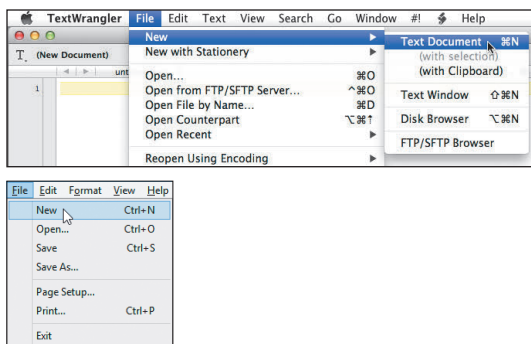 TextWrangler File Edit Text View Search Go Window #! Help
New ▶ Text Document ⌘N
T. (New Document) New with Stationery ▶ (with selection)
unt (with Clipboard)
Open... ⌘O
1 Open from FTP/SFTP Server... ^⌘O Text Window ⇧⌘N
Open File by Name... ⌘D
Open Counterpart ⌥⌘↑ Disk Browser ⌥⌘N
Open Recent ▶
FTP/SFTP Browser
Reopen Using Encoding ▶
File Edit Format View Help
New Ctrl+N
Open... Ctrl+O
Save Ctrl+S
Save As...
Page Setup...
Print... Ctrl+P
Exit